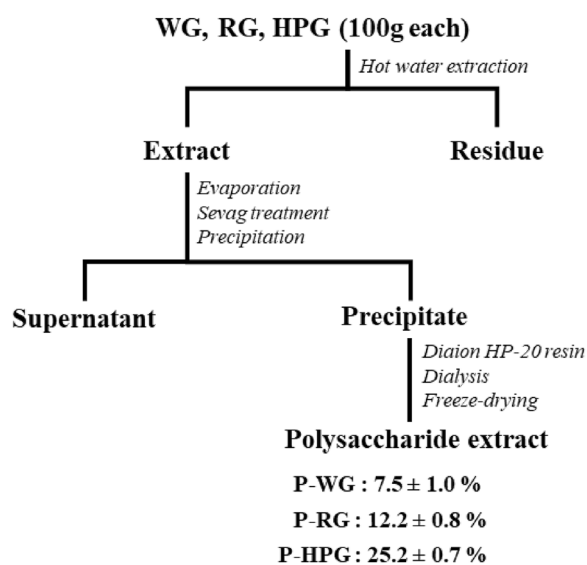 WG, RG, HPG (100g each)
Hot water extraction
Extract
Residue
Evaporation
Sevag treatment
Precipitation
Supernatant
Precipitate
Diaion HP-20 resin
Dialysis
Freeze-drying
Polysaccharide extract
P-WG : 7.5 ± 1.0 %
P-RG : 12.2 ± 0.8 %
P-HPG : 25.2 ± 0.7 %